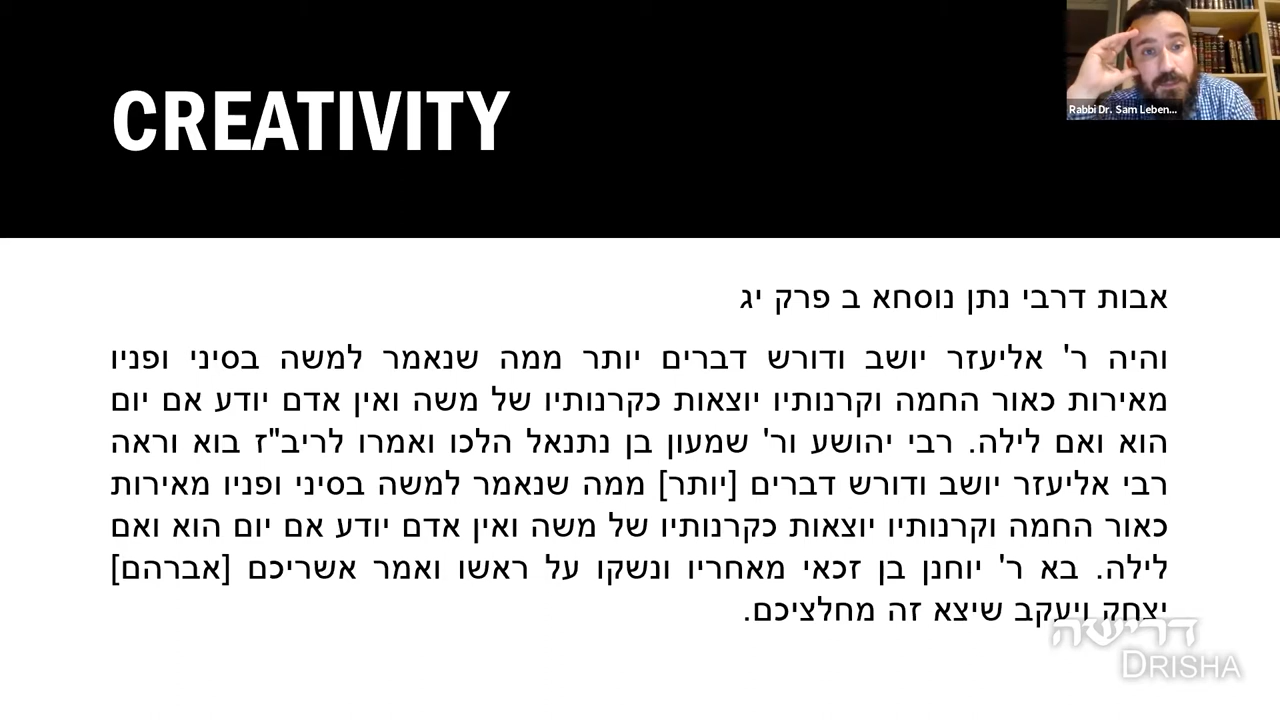 CREATIVITY
Rabbi Dr. Sam Leben...
אבות דרבי נתן נוסחא ב פרק יג
והיה ר' אליעזר יושב ודורש דברים יותר ממה שנאמר למשה בסיני ופניו
מאירות כאור החמה וקרנותיו יוצאות כקרנותיו של משה ואין אדם יודע אם יום
הוא ואם לילה. רבי יהושע ור' שמעון בן נתנאל הלכו ואמרו לריב"ז בוא וראה
רבי אליעזר יושב ודורש דברים [יותר] ממה שנאמר למשה בסיני ופניו מאירות
כאור החמה וקרנותיו יוצאות כקרנותיו של משה ואין אדם יודע אם יום הוא ואם
לילה. בא ר' יוחנן בן זכאי מאחריו ונשקו על ראשו ואמר אשריכם [אברהם]
יצחק ויעקב שיצא זה מחלציכם.
דרישה
DRISHA